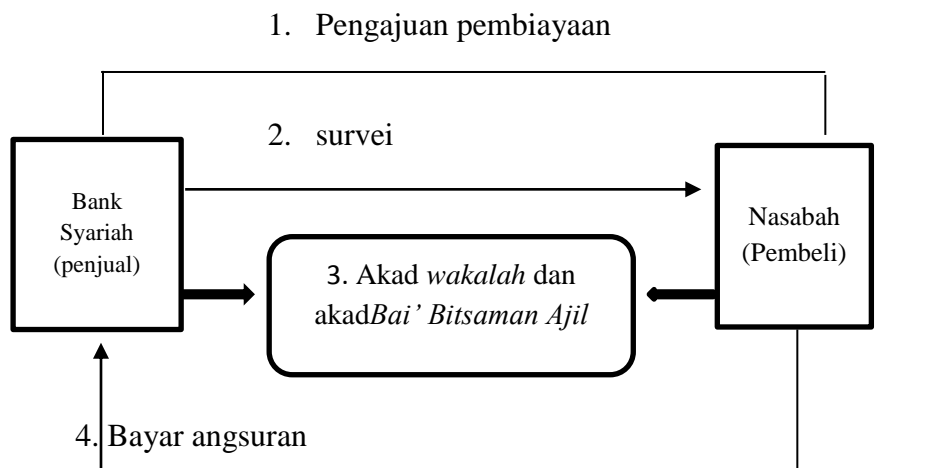 1. Pengajuan pembiayaan
2. survei
Bank
Syariah
(penjual)
Nasabah
(Pembeli)
3. Akad wakalah dan
akadBai’ Bitsaman Ajil
4. Bayar angsuran